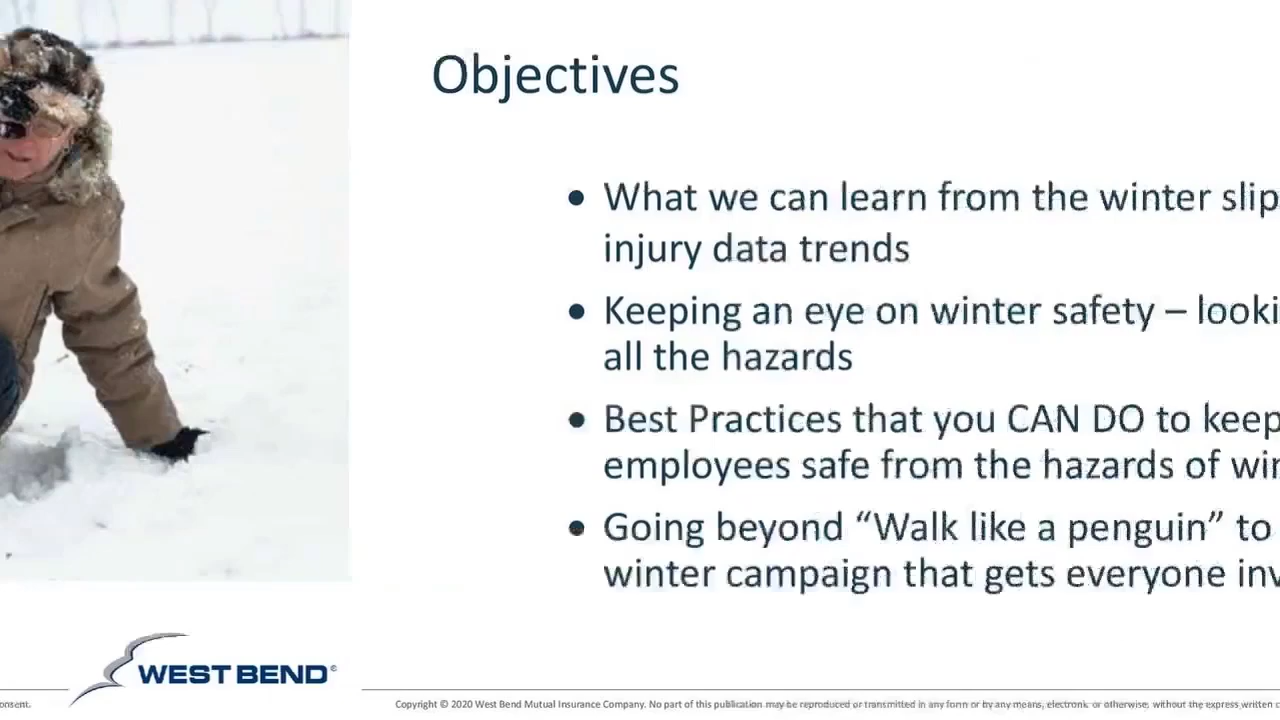 Objectives
• What we can learn from the winter slip
injury data trends
• Keeping an eye on winter safety – looki
all the hazards
• Best Practices that you CAN DO to keep
employees safe from the hazards of win
• Going beyond “Walk like a penguin” to
winter campaign that gets everyone inv
WEST BEND®
onsent.
Copyright © 2020 West Bend Mutual Insurance Company. No part of this publication may be reproduced or transmitted in any form or by any means, electronic or otherwise, without the express written c